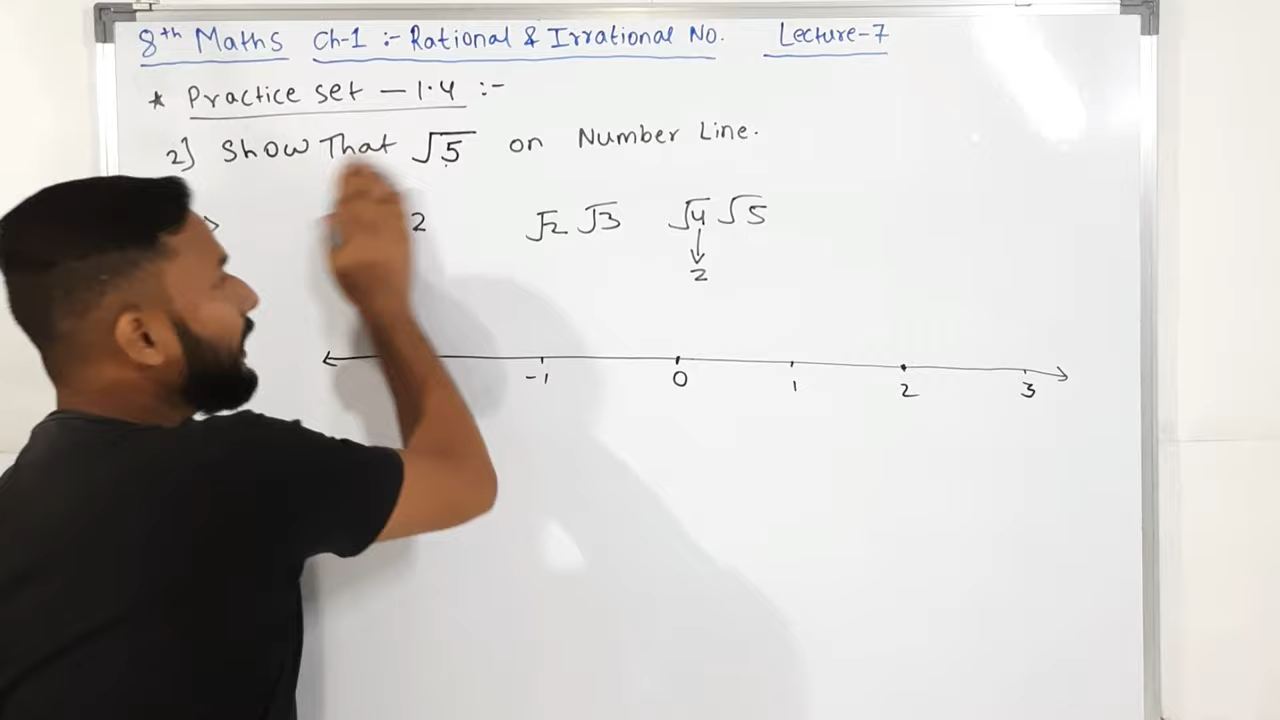 8th Maths Ch-1 :- Rational & Irrational No. Lecture-7
* Practice set — 1.4 :-
2] Show That √5 on Number Line.
2 √2 √3 √4 √5
↓
2
-1 0 1 2 3